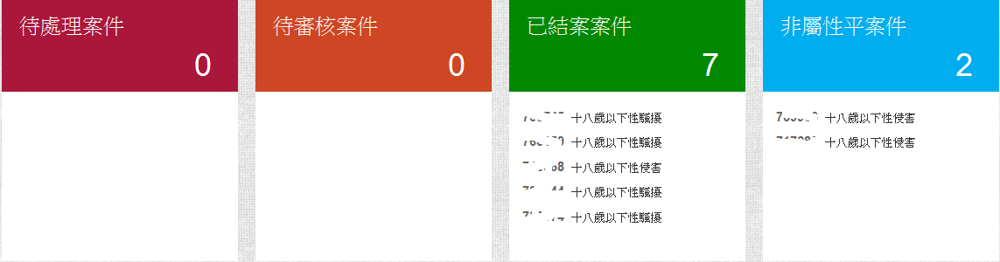 待處理案件
0
待審核案件
0
已結案案件
7
十八歲以下性騷擾
十八歲以下性騷擾
十八歲以下性侵害
十八歲以下性騷擾
十八歲以下性騷擾
非屬性平案件
2
十八歲以下性侵害
十八歲以下性侵害